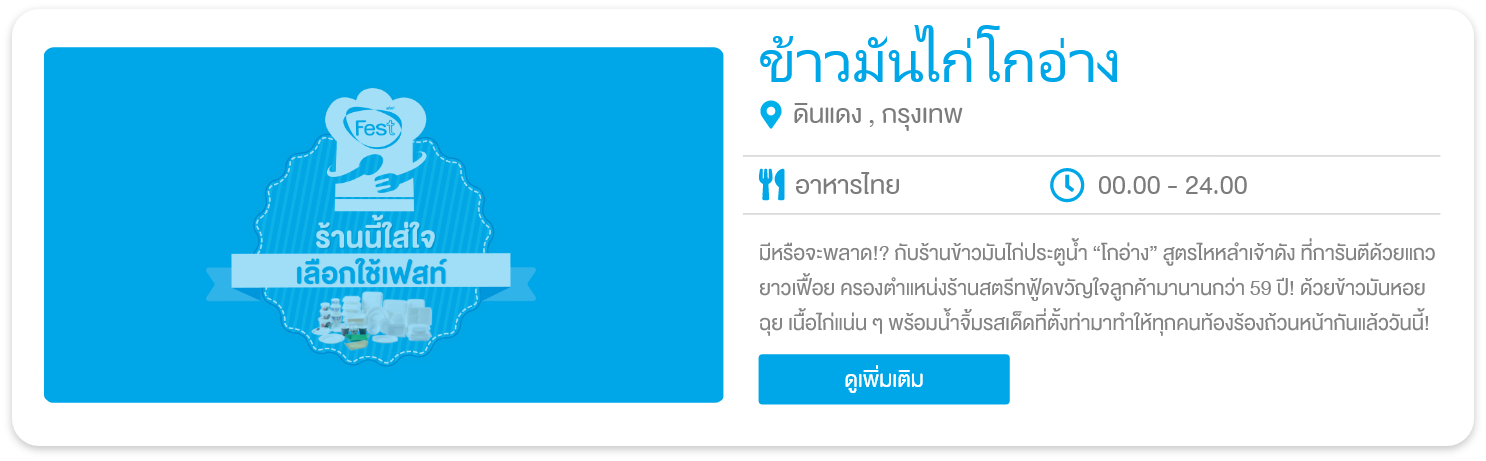 Fest
ร้านนี้ใส่ใจ
เลือกใช้เฟสท์
ข้าวมันไก่โกอ่าง
ดินแดง , กรุงเทพ
อาหารไทย
00.00 - 24.00
มีหรือจะพลาด!? กับร้านข้าวมันไก่ประตูน้ำ “โกอ่าง” สูตรไหหลำเจ้าดัง ที่การันตีด้วยแถว
ยาวเฟื้อย ครองตำแหน่งร้านสตรีทฟู้ดขวัญใจลูกค้ามานานกว่า 59 ปี! ด้วยข้าวมันหอย
ฉุย เนื้อไก่แน่น ๆ พร้อมน้ำจิ้มรสเด็ดที่ตั้งท่ามาทำให้ทุกคนท้องร้องถ้วนหน้ากันแล้ววันนี้!
ดูเพิ่มเติม